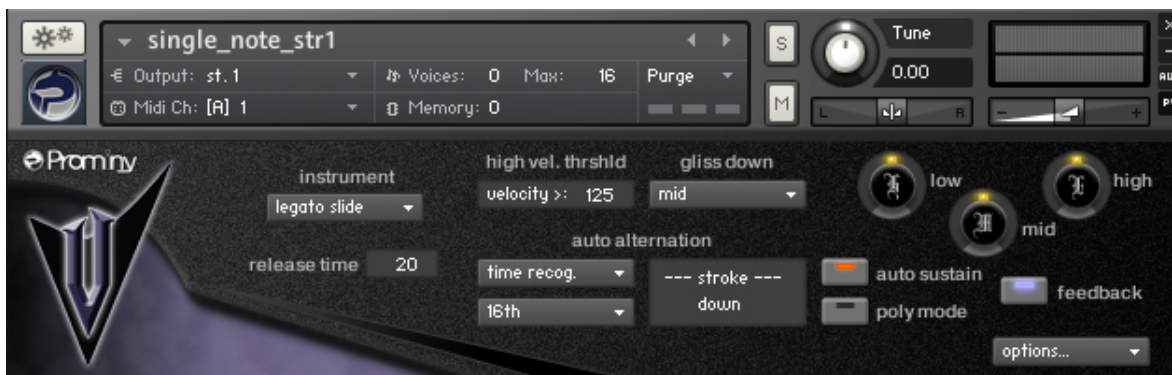 single_note_str1
S
Tune
Output: st. 1
Voices: 0 Max: 16
Purge
0.00
Midi Ch: [A] 1
Memory: 0
M
L
R
-
+
Prominy
instrument
high vel. thrshld
gliss down
low
high
legato slide
velocity >: 125
mid
mid
auto alternation
release time 20
time recog.
--- stroke ---
auto sustain
feedback
16th
down
poly mode
options...